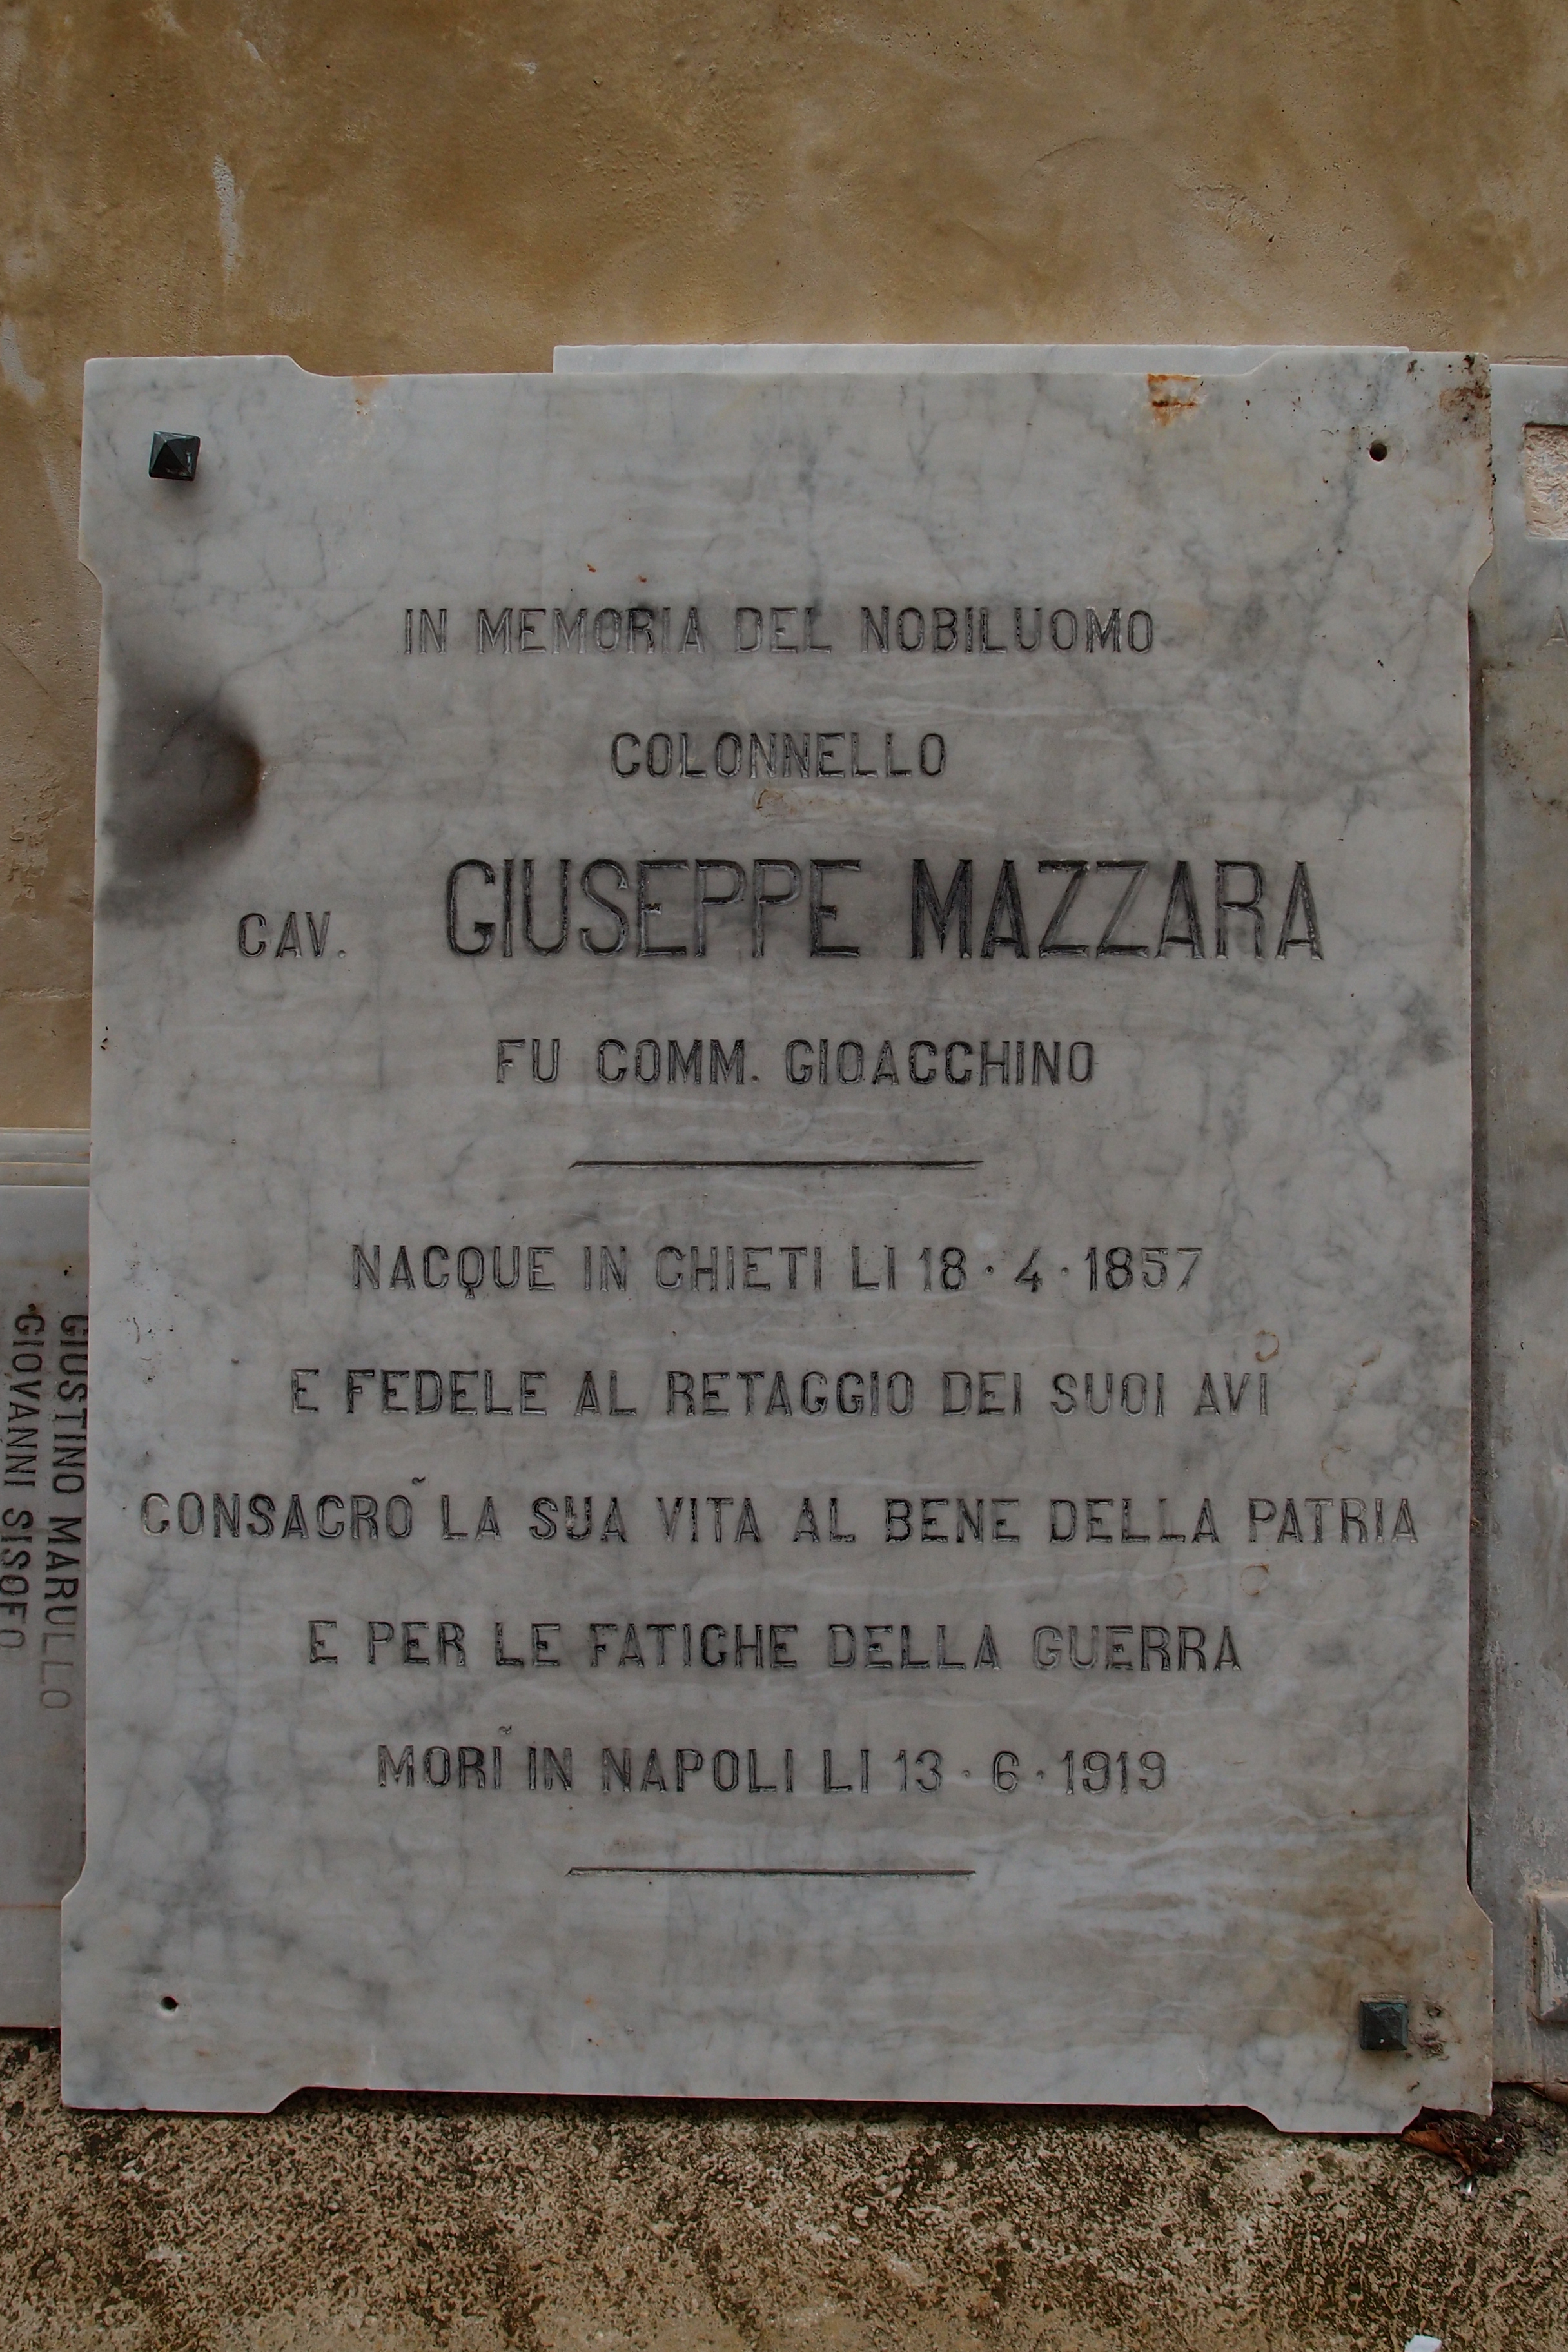 IN MEMORIA DEL NOBILUOMO
COLONNELLO
CAV. GIUSEPPE MAZZARA
FU COMM. GIOACCHINO
NACQUE IN CHIETI LI 18·4·1857
E FEDELE AL RETAGGIO DEI SUOI AVI
CONSACRÒ LA SUA VITA AL BENE DELLA PATRIA
E PER LE FATICHE DELLA GUERRA
MORÌ IN NAPOLI LI 13·6·1919
GIUSTINO MARULLO
GIOVANNI SISOFO